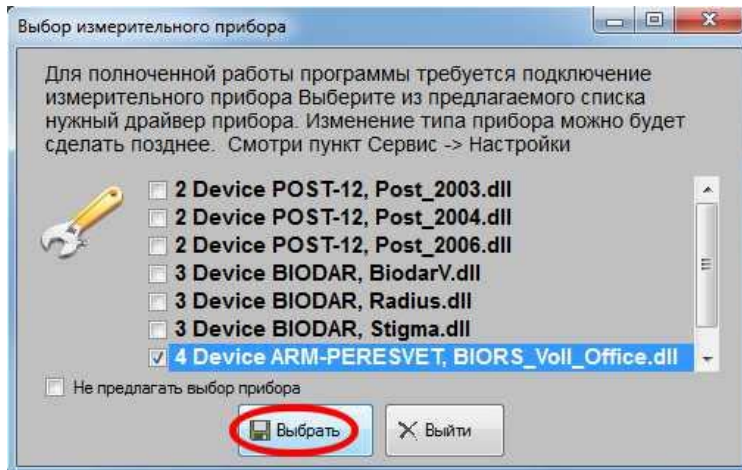 Выбор измерительного прибора
Для полноченной работы программы требуется подключение
измерительного прибора Выберите из предлагаемого списка
нужный драйвер прибора. Изменение типа прибора можно будет
сделать позднее. Смотри пункт Сервис -> Настройки
2 Device POST-12, Post_2003.dll
2 Device POST-12, Post_2004.dll
2 Device POST-12, Post_2006.dll
3 Device BIODAR, BiodarV.dll
3 Device BIODAR, Radius.dll
3 Device BIODAR, Stigma.dll
4 Device ARM-PERESVET, BIORS_Voll_Office.dll
Не предлагать выбор прибора
Выбрать
Выйти